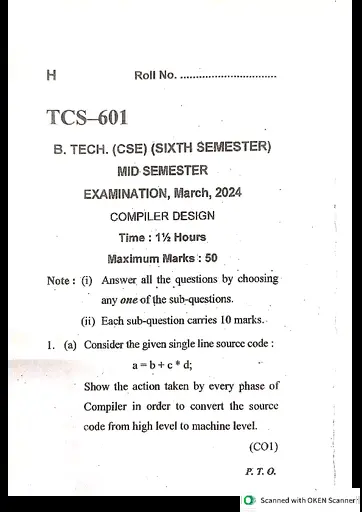 H Roll No. ................................
TCS–601
B. TECH. (CSE) (SIXTH SEMESTER)
MID SEMESTER
EXAMINATION, March, 2024
COMPILER DESIGN
Time : 1½ Hours
Maximum Marks : 50
Note : (i) Answer all the questions by choosing
any one of the sub-questions.
(ii) Each sub-question carries 10 marks.
1. (a) Consider the given single line source code :
a = b + c * d;
Show the action taken by every phase of
Compiler in order to convert the source
code from high level to machine level.
(CO1)
P. T. O.
Scanned with OKEN Scanner